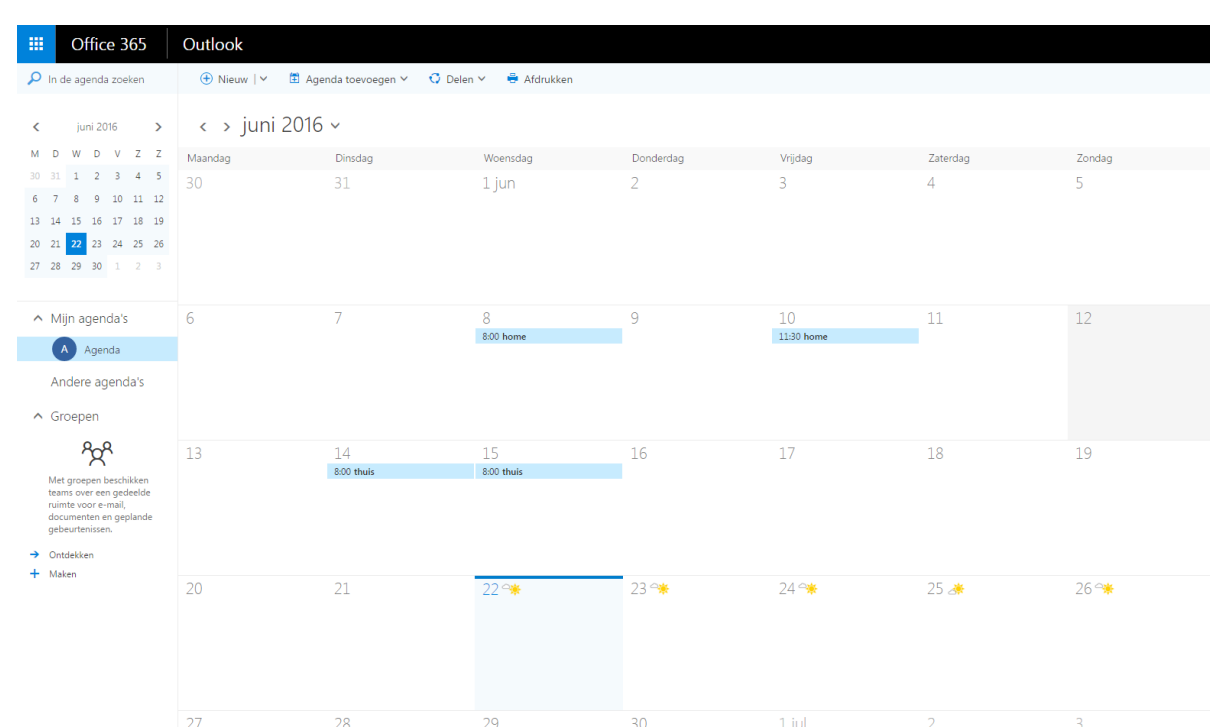 Office 365 Outlook
In de agenda zoeken Nieuw Agenda toevoegen Delen Afdrukken
juni 2016
M D W D V Z Z
30 31 1 2 3 4 5
6 7 8 9 10 11 12
13 14 15 16 17 18 19
20 21 22 23 24 25 26
27 28 29 30 1 2 3
Mijn agenda's
A Agenda
Andere agenda's
Groepen
Met groepen beschikken
teams over een gedeelde
ruimte voor e-mail,
documenten en geplande
gebeurtenissen.
Ontdekken
Maken
juni 2016
Maandag Dinsdag Woensdag Donderdag Vrijdag Zaterdag Zondag
30 31 1 jun 2 3 4 5
6 7 8 9 10 11 12
8:00 home 11:30 home
13 14 15 16 17 18 19
8:00 thuis 8:00 thuis
20 21 22 23 24 25 26
27 28 29 30 1 jul 2 3